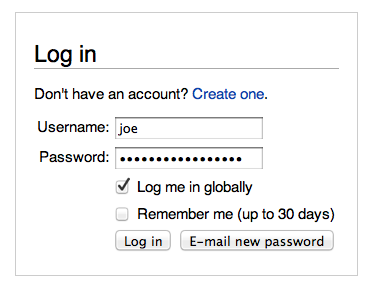 Log in
Don't have an account? Create one.
Username: joe
Password: •••••••••••••••••
Log me in globally
Remember me (up to 30 days)
Log in E-mail new password